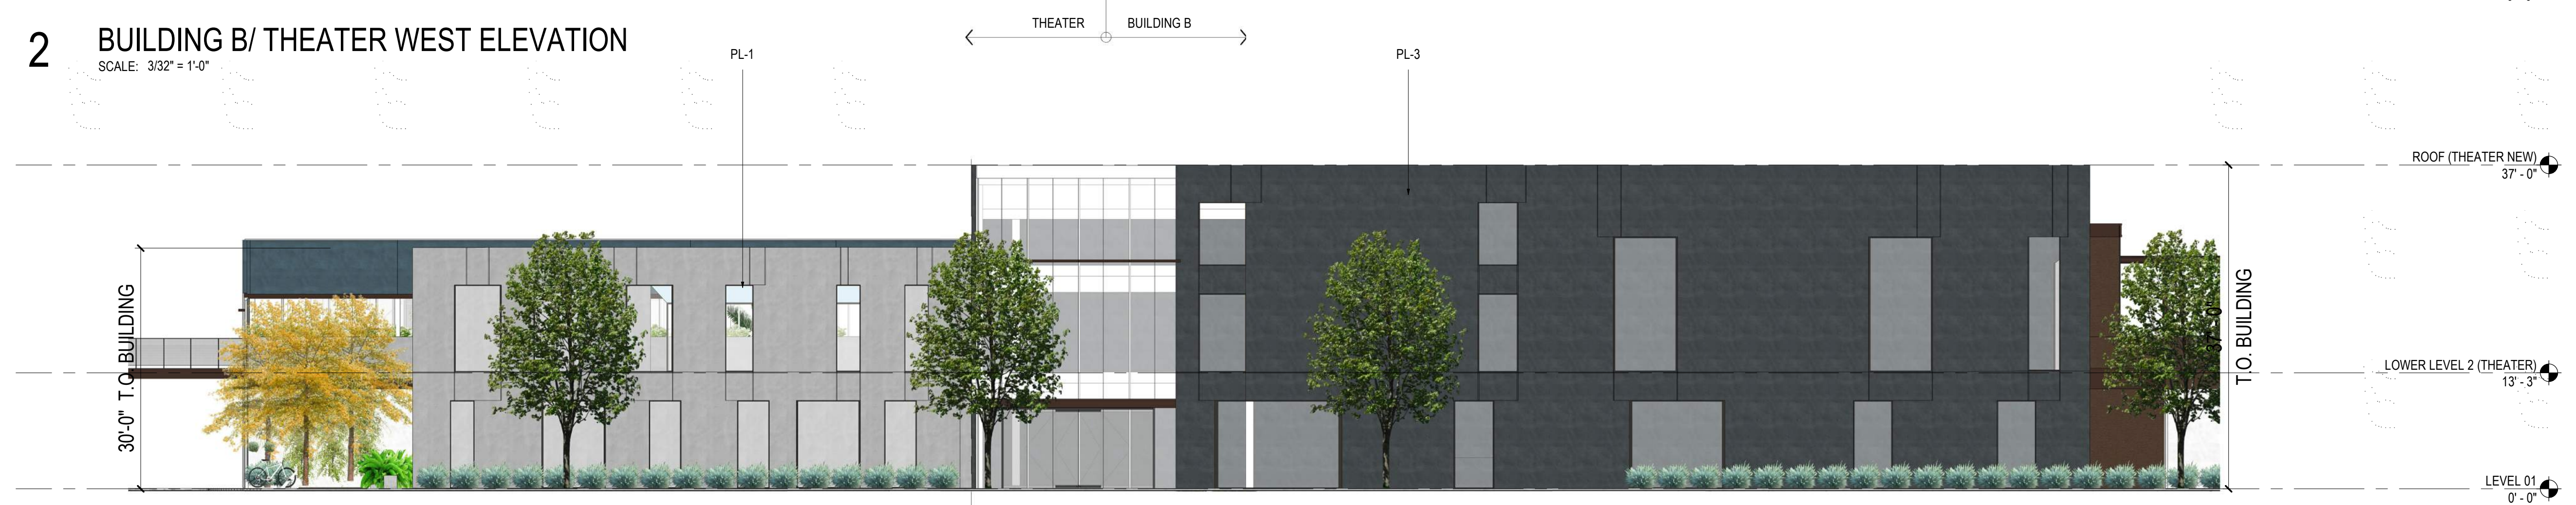 THEATER
BUILDING B
2
BUILDING B/ THEATER WEST ELEVATION
SCALE: 3/32" = 1'-0"
PL-1
PL-3
ROOF (THEATER NEW)
37' - 0"
30'-0" T.O. BUILDING
37'-0"
T.O. BUILDING
LOWER LEVEL 2 (THEATER)
13' - 3"
LEVEL 01
0' - 0"